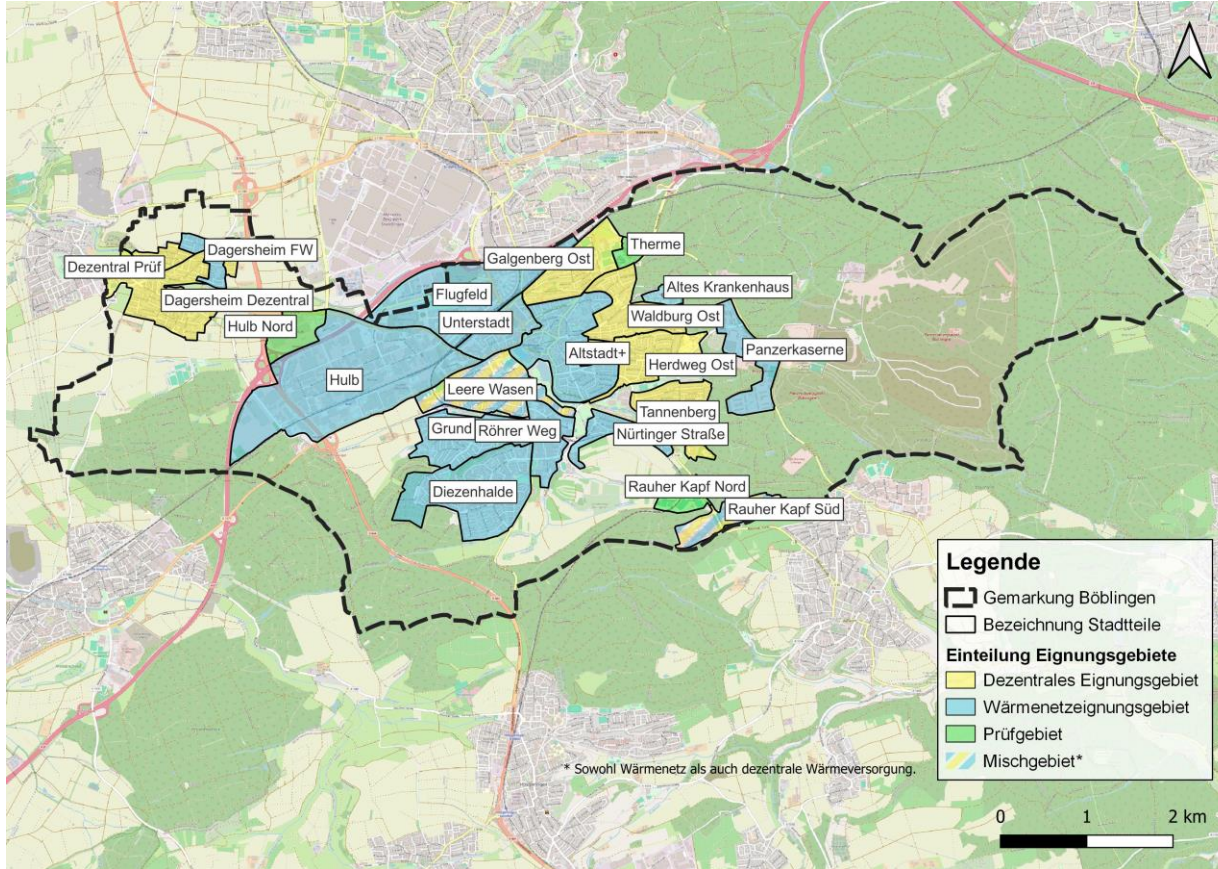 Dagersheim FW
Dezentral Prüf
Dagersheim Dezentral
Hulb Nord
Galgenberg Ost
Therme
Flugfeld
Altes Krankenhaus
Unterstadt
Waldburg Ost
Altstadt+
Panzerkaserne
Herdweg Ost
Hulb
Leere Wasen
Tannenberg
Grund
Röhrer Weg
Nürtinger Straße
Diezenhalde
Rauher Kapf Nord
Rauher Kapf Süd
Legende
Gemarkung Böblingen
Bezeichnung Stadtteile
Einteilung Eignungsgebiete
Dezentrales Eignungsgebiet
Wärmenetzeignungsgebiet
Prüfgebiet
Mischgebiet*
* Sowohl Wärmenetz als auch dezentrale Wärmeversorgung.
0 1 2 km